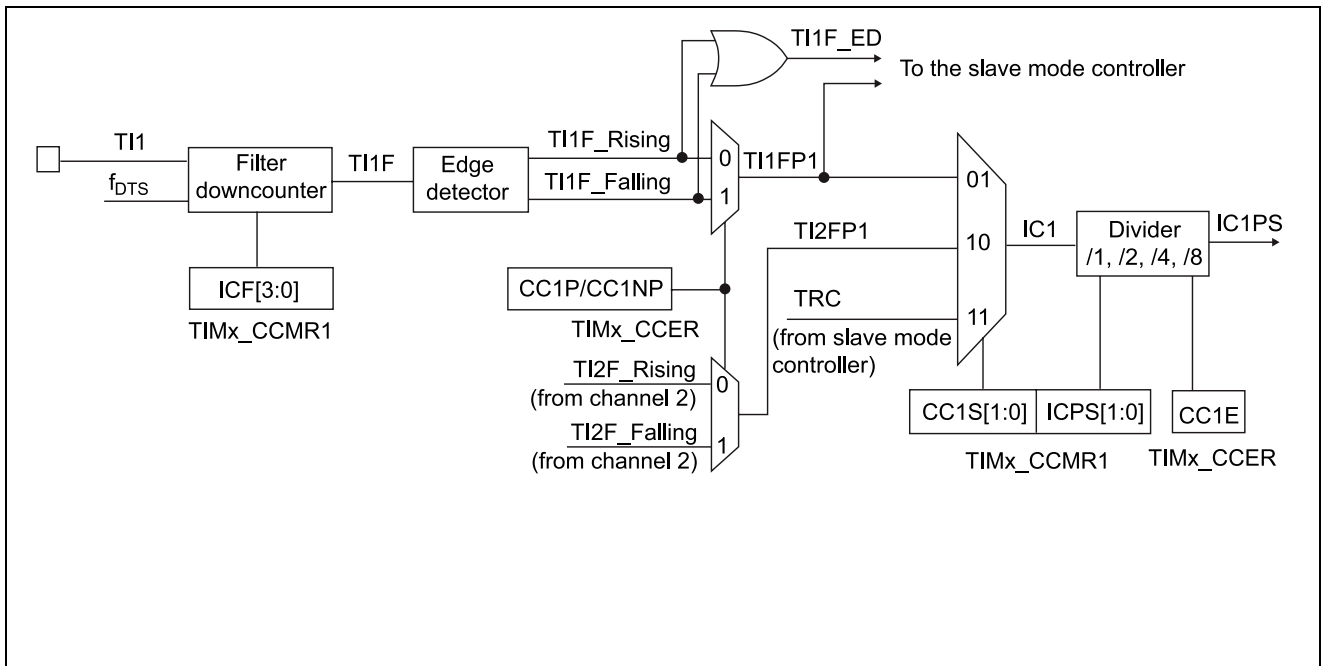 TI1F_ED
To the slave mode controller
TI1
fDTS
Filter
downcounter
TI1F
Edge
detector
TI1F_Rising
TI1F_Falling
0
1
TI1FP1
01
TI2FP1
10
IC1
Divider
/1, /2, /4, /8
IC1PS
ICF[3:0]
TIMx_CCMR1
CC1P/CC1NP
TIMx_CCER
TRC
11
(from slave mode
controller)
TI2F_Rising
(from channel 2)
0
TI2F_Falling
(from channel 2)
1
CC1S[1:0]
ICPS[1:0]
CC1E
TIMx_CCMR1
TIMx_CCER